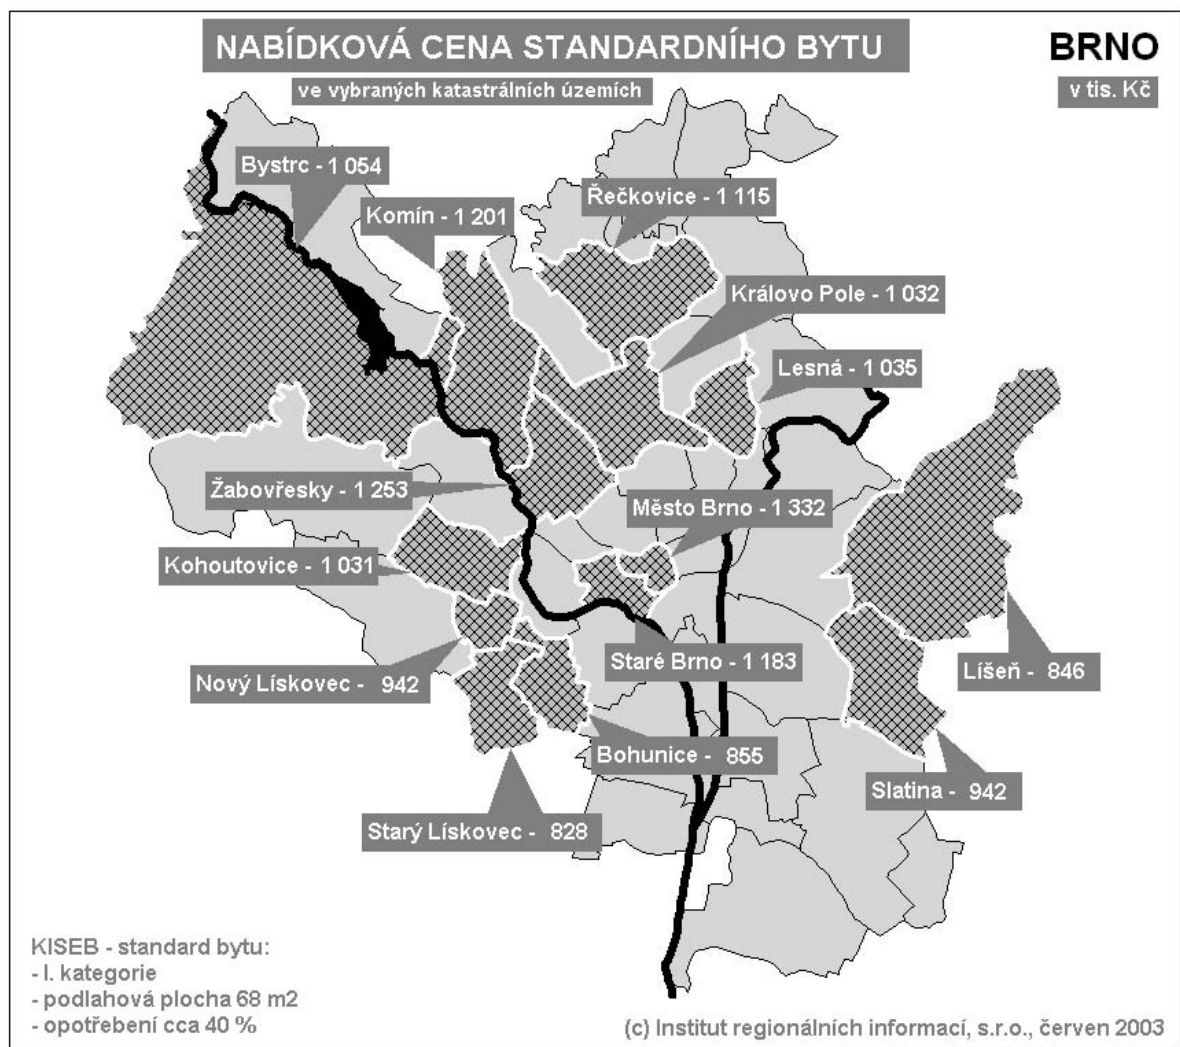 NABÍDKOVÁ CENA STANDARDNÍHO BYTU
BRNO
ve vybraných katastrálních územích
v tis. Kč
Bystrc - 1 054
Řečkovice - 1 115
Komín - 1 201
Královo Pole - 1 032
Lesná - 1 035
Žabovřesky - 1 253
Město Brno - 1 332
Kohoutovice - 1 031
Staré Brno - 1 183
Líšeň - 846
Nový Lískovec - 942
Bohunice - 855
Slatina - 942
Starý Lískovec - 828
KISEB - standard bytu:
- I. kategorie
- podlahová plocha 68 m2
- opotřebení cca 40 %
(c) Institut regionálních informací, s.r.o., červen 2003